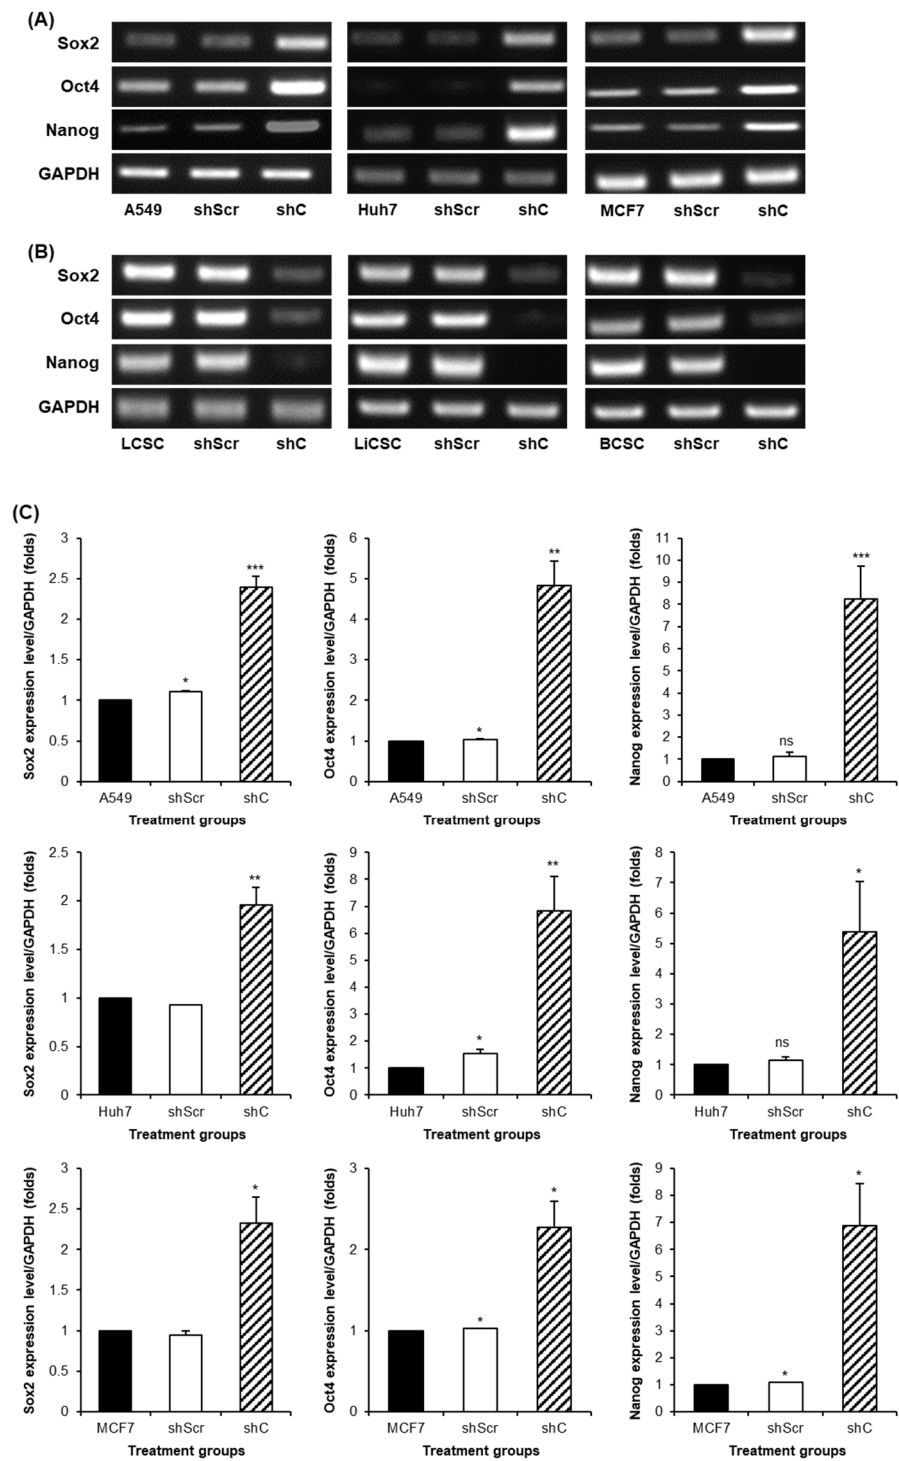 (A)
Sox2
Oct4
Nanog
GAPDH
A549 shScr shC Huh7 shScr shC MCF7 shScr shC
(B)
Sox2
Oct4
Nanog
GAPDH
LCSC shScr shC LiCSC shScr shC BCSC shScr shC
(C)
Sox2 expression level/GAPDH (folds)
3
2.5
2
1.5
1
0.5
0
*
***
A549 shScr shC
Treatment groups
Oct4 expression level/GAPDH (folds)
6
5
4
3
2
1
0
*
**
A549 shScr shC
Treatment groups
Nanog expression level/GAPDH (folds)
11
10
9
8
7
6
5
4
3
2
1
0
ns
***
A549 shScr shC
Treatment groups
Sox2 expression level/GAPDH (folds)
2.5
2
1.5
1
0.5
0
**
Huh7 shScr shC
Treatment groups
Oct4 expression level/GAPDH (folds)
9
8
7
6
5
4
3
2
1
0
*
**
Huh7 shScr shC
Treatment groups
Nanog expression level/GAPDH (folds)
8
7
6
5
4
3
2
1
0
ns
*
Huh7 shScr shC
Treatment groups
Sox2 expression level/GAPDH (folds)
3
2.5
2
1.5
1
0.5
0
*
MCF7 shScr shC
Treatment groups
Oct4 expression level/GAPDH (folds)
3
2
1
0
*
*
MCF7 shScr shC
Treatment groups
Nanog expression level/GAPDH (folds)
9
8
7
6
5
4
3
2
1
0
*
*
MCF7 shScr shC
Treatment groups